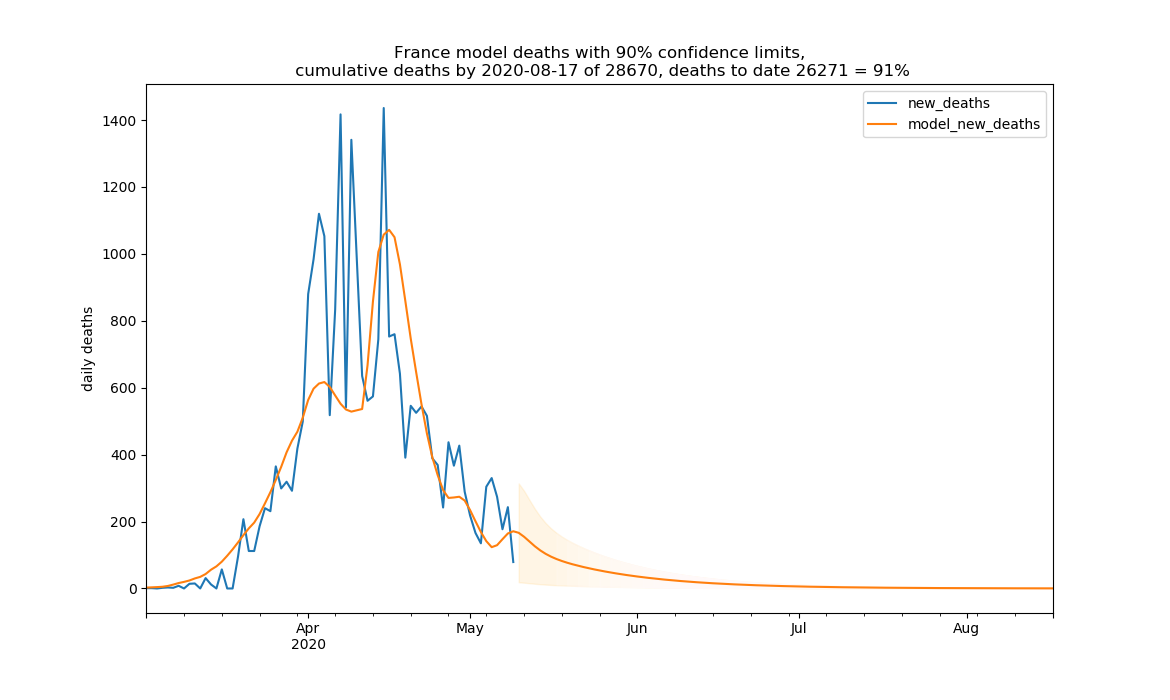 France model deaths with 90% confidence limits,
cumulative deaths by 2020-08-17 of 28670, deaths to date 26271 = 91%
new_deaths
model_new_deaths
1400
1200
1000
800
600
400
200
0
daily deaths
Apr
2020
May
Jun
Jul
Aug